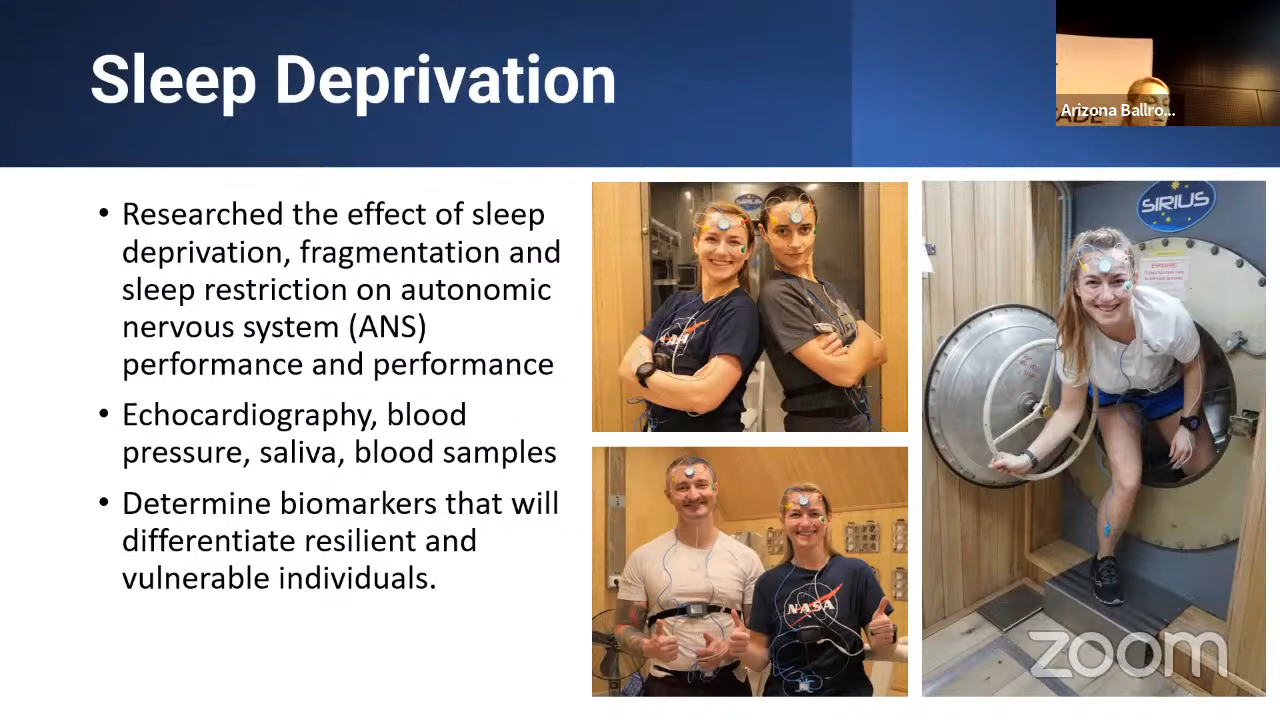 Sleep Deprivation
Arizona Ballro...
• Researched the effect of sleep
deprivation, fragmentation and
sleep restriction on autonomic
nervous system (ANS)
performance and performance
• Echocardiography, blood
pressure, saliva, blood samples
• Determine biomarkers that will
differentiate resilient and
vulnerable individuals.
SIRIUS
NASA
zoom